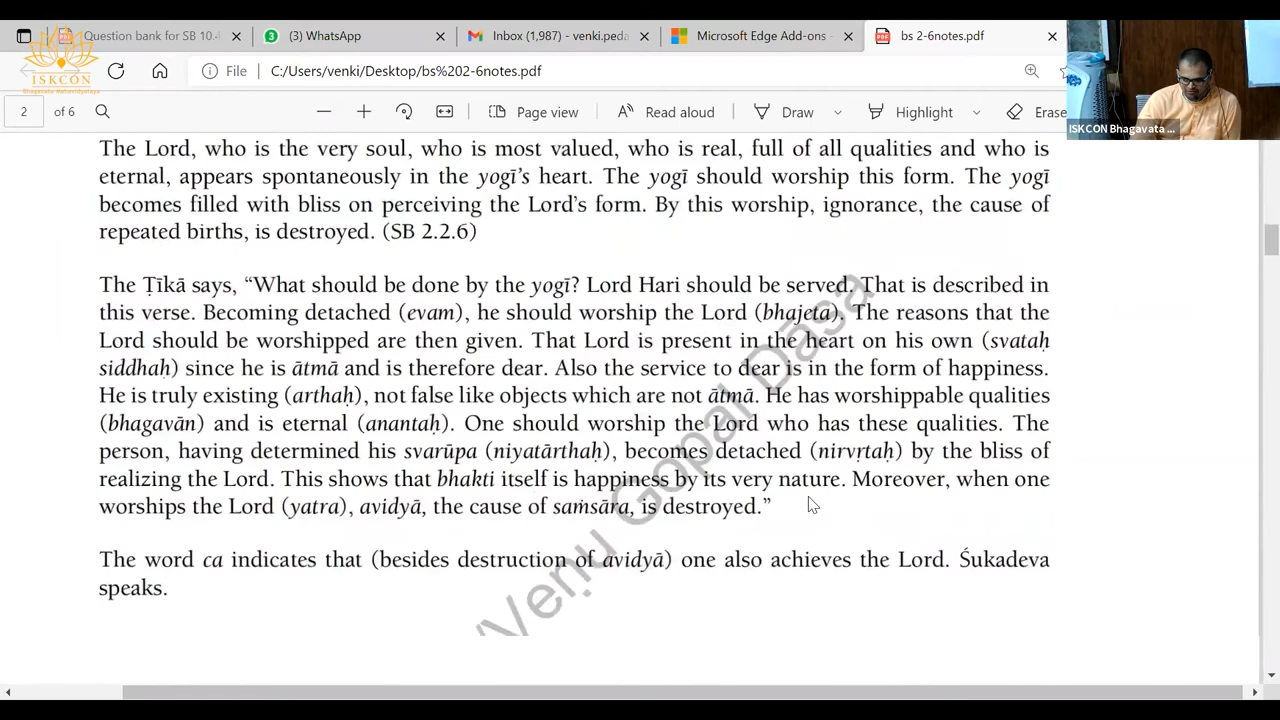 Question bank for SB 10.4
(3) WhatsApp
Inbox (1,987) - venki.peda
Microsoft Edge Add-ons -
bs 2-6notes.pdf
ISKCON
File
C:/Users/venki/Desktop/bs%202-6notes.pdf
2 of 6
Page view
Read aloud
Draw
Highlight
Erase
ISKCON Bhagavata ...
The Lord, who is the very soul, who is most valued, who is real, full of all qualities and who is
eternal, appears spontaneously in the yogī's heart. The yogī should worship this form. The yogī
becomes filled with bliss on perceiving the Lord's form. By this worship, ignorance, the cause of
repeated births, is destroyed. (SB 2.2.6)
The Ṭīkā says, “What should be done by the yogī? Lord Hari should be served. That is described in
this verse. Becoming detached (evam), he should worship the Lord (bhajeta). The reasons that the
Lord should be worshipped are then given. That Lord is present in the heart on his own (svataḥ
siddhaḥ) since he is ātmā and is therefore dear. Also the service to dear is in the form of happiness.
He is truly existing (arthaḥ), not false like objects which are not ātmā. He has worshippable qualities
(bhagavān) and is eternal (anantaḥ). One should worship the Lord who has these qualities. The
person, having determined his svarūpa (niyatārthaḥ), becomes detached (nirvṛtaḥ) by the bliss of
realizing the Lord. This shows that bhakti itself is happiness by its very nature. Moreover, when one
worships the Lord (yatra), avidyā, the cause of saṁsāra, is destroyed.”
The word ca indicates that (besides destruction of avidyā) one also achieves the Lord. Śukadeva
speaks.
/Veṇu Gopal Dāsa